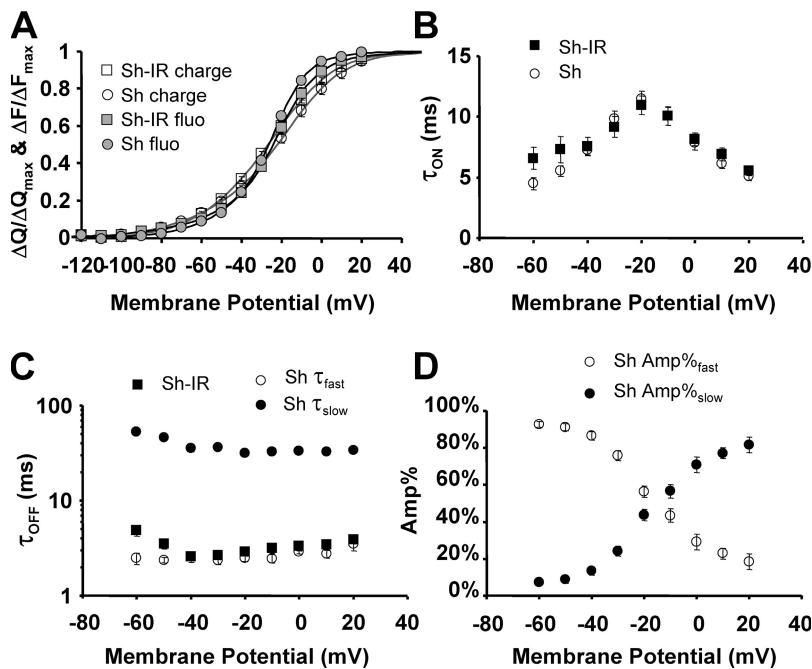 A
ΔQ/ΔQmax & ΔF/ΔFmax
1
0.8
0.6
0.4
0.2
0
Sh-IR charge
Sh charge
Sh-IR fluo
Sh fluo
-120 -100 -80 -60 -40 -20 0 20 40
Membrane Potential (mV)
B
τON (ms)
15
10
5
0
Sh-IR
Sh
-80 -60 -40 -20 0 20 40
Membrane Potential (mV)
C
τOFF (ms)
100
10
1
Sh-IR
Sh τfast
Sh τslow
-80 -60 -40 -20 0 20 40
Membrane Potential (mV)
D
Sh Amp%fast
Sh Amp%slow
Amp%
100%
80%
60%
40%
20%
0%
-80 -60 -40 -20 0 20 40
Membrane Potential (mV)